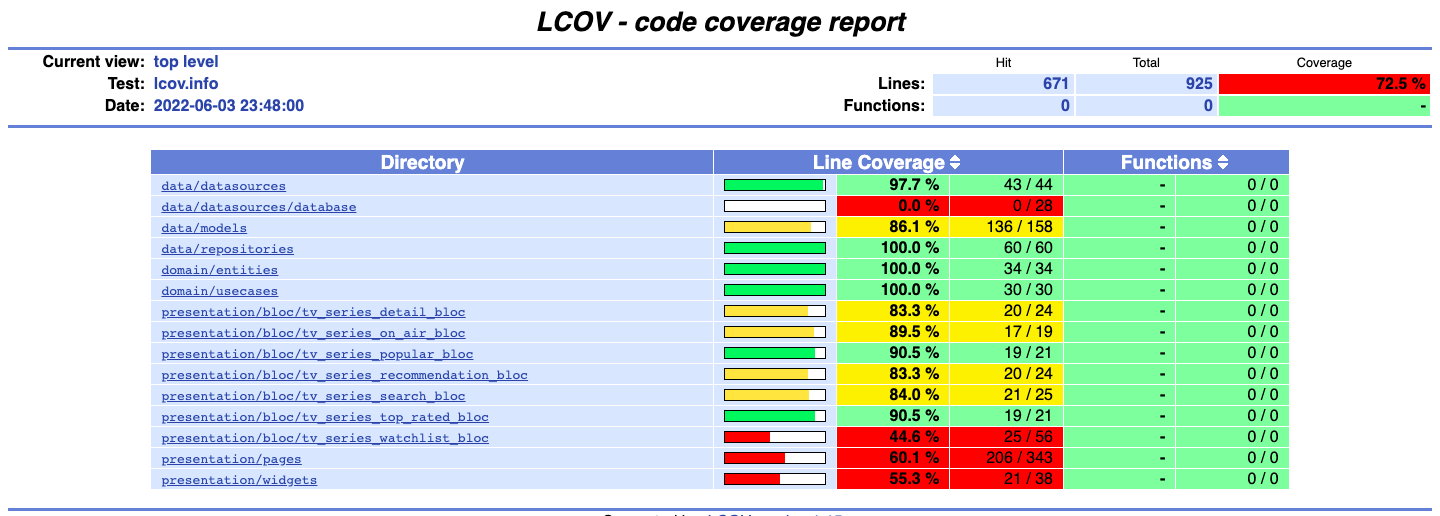 LCOV - code coverage report
Current view: top level Hit Total Coverage
Test: lcov.info Lines: 671 925 72.5 %
Date: 2022-06-03 23:48:00 Functions: 0 0 -
Directory Line Coverage Functions
data/datasources 97.7 % 43 / 44 - 0 / 0
data/datasources/database 0.0 % 0 / 28 - 0 / 0
data/models 86.1 % 136 / 158 - 0 / 0
data/repositories 100.0 % 60 / 60 - 0 / 0
domain/entities 100.0 % 34 / 34 - 0 / 0
domain/usecases 100.0 % 30 / 30 - 0 / 0
presentation/bloc/tv_series_detail_bloc 83.3 % 20 / 24 - 0 / 0
presentation/bloc/tv_series_on_air_bloc 89.5 % 17 / 19 - 0 / 0
presentation/bloc/tv_series_popular_bloc 90.5 % 19 / 21 - 0 / 0
presentation/bloc/tv_series_recommendation_bloc 83.3 % 20 / 24 - 0 / 0
presentation/bloc/tv_series_search_bloc 84.0 % 21 / 25 - 0 / 0
presentation/bloc/tv_series_top_rated_bloc 90.5 % 19 / 21 - 0 / 0
presentation/bloc/tv_series_watchlist_bloc 44.6 % 25 / 56 - 0 / 0
presentation/pages 60.1 % 206 / 343 - 0 / 0
presentation/widgets 55.3 % 21 / 38 - 0 / 0